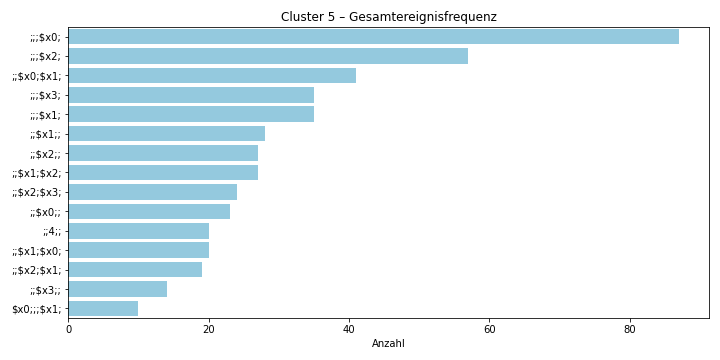 Cluster 5 – Gesamtereignisfrequenz
;;;$x0;
;;;$x2;
;;$x0;$x1;
;;;$x3;
;;;$x1;
;;$x1;;
;;$x2;;
;;$x1;$x2;
;;$x2;$x3;
;;$x0;;
;;4;;
;;$x1;$x0;
;;$x2;$x1;
;;$x3;;
$x0;;;$x1;
0 20 40 60 80
Anzahl